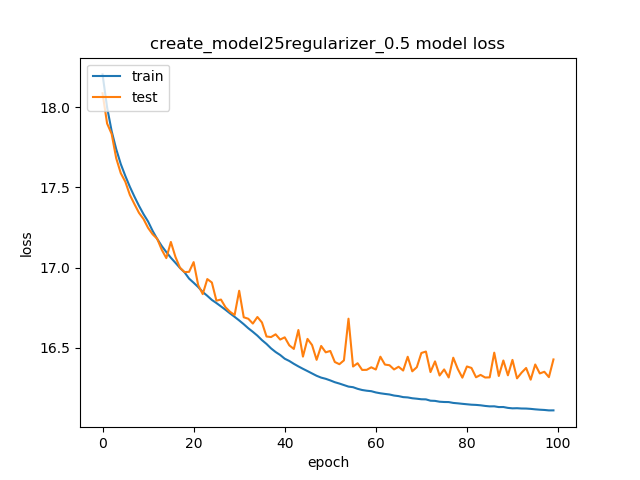 create_model25regularizer_0.5 model loss
train
test
18.0
17.5
17.0
16.5
loss
0 20 40 60 80 100
epoch